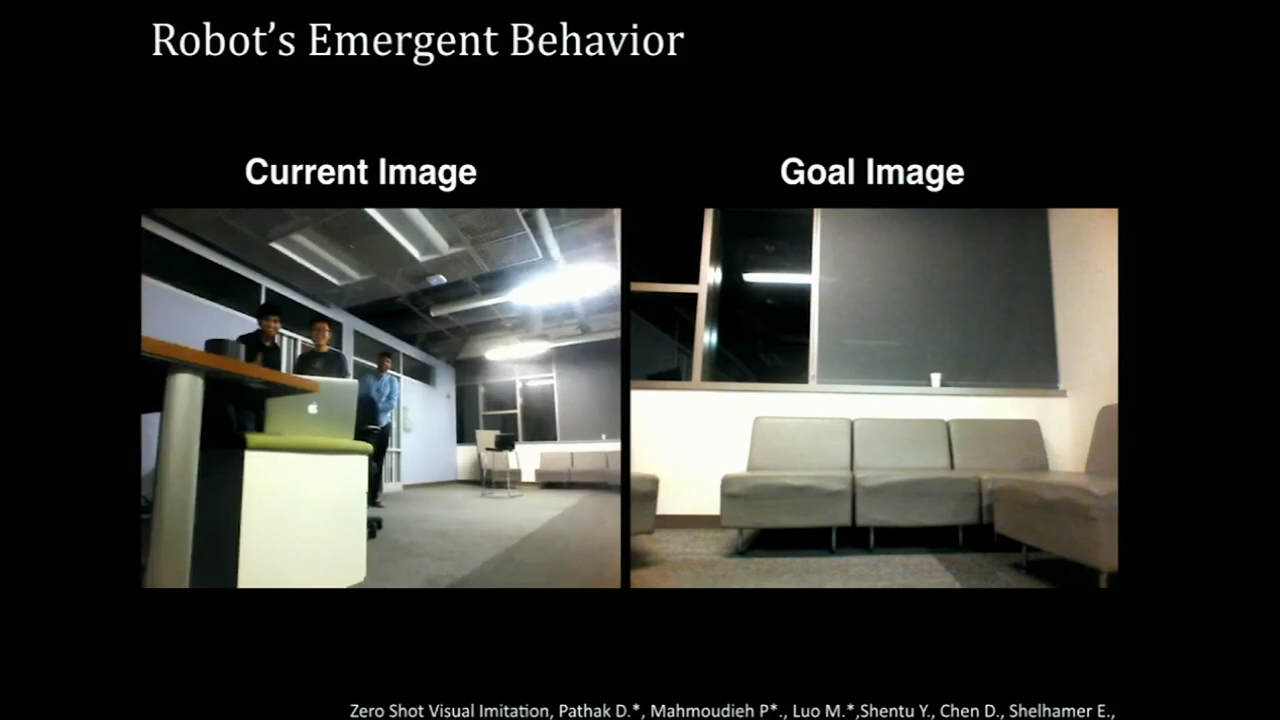 Robot's Emergent Behavior
Current Image
Goal Image
Zero Shot Visual Imitation, Pathak D.*, Mahmoudieh P*., Luo M.*,Shentu Y., Chen D., Shelhamer E.,